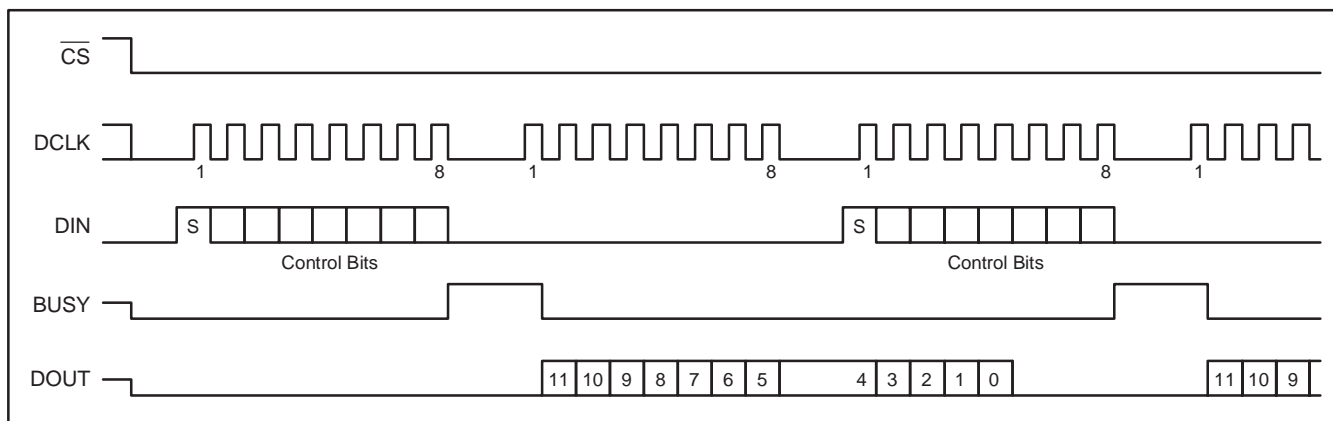 CS
DCLK
1 8 1 8 1 8 1
DIN
S S
Control Bits Control Bits
BUSY
DOUT
11 10 9 8 7 6 5 4 3 2 1 0 11 10 9